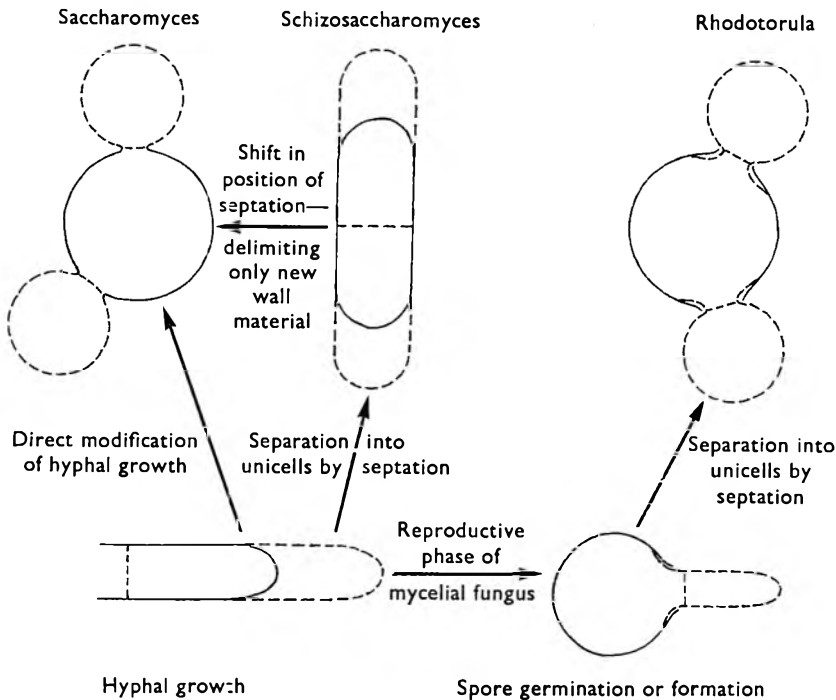 Saccharomyces
Schizosaccharomyces
Rhodotorula
Shift in
position of
septation—
delimiting
only new
wall
material
Direct modification
of hyphal growth
Separation into
unicells by septation
Separation into
unicells by
septation
Reproductive
phase of
mycelial fungus
Hyphal growth
Spore germination or formation